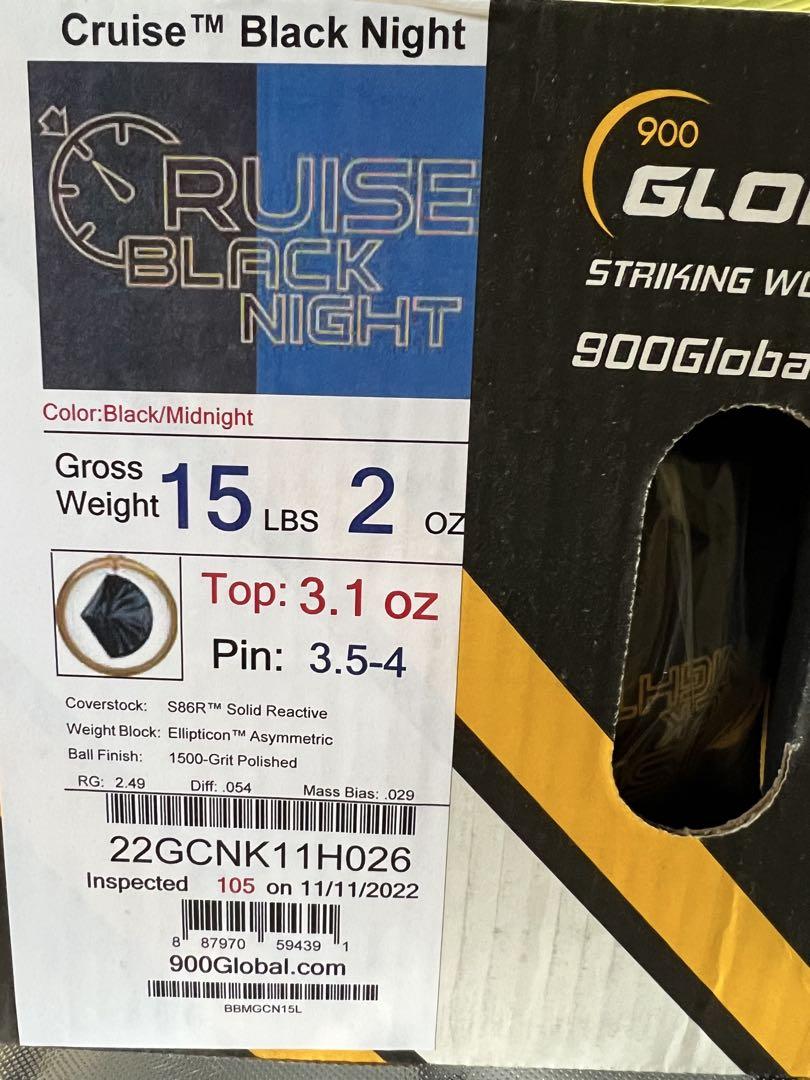 Cruise™ Black Night
CRUISE
BLACK
NIGHT
Color:Black/Midnight
Gross
Weight 15 LBS 2 oz
Top: 3.1 oz
Pin: 3.5-4
Coverstock: S86R™ Solid Reactive
Weight Block: Ellipticon™ Asymmetric
Ball Finish: 1500-Grit Polished
RG: 2.49 Diff: .054 Mass Bias: .029
22GCNK11H026
Inspected 105 on 11/11/2022
8 87970 59439 1
900Global.com
BBMGCN15L
900
GLO
STRIKING WO
900Globa